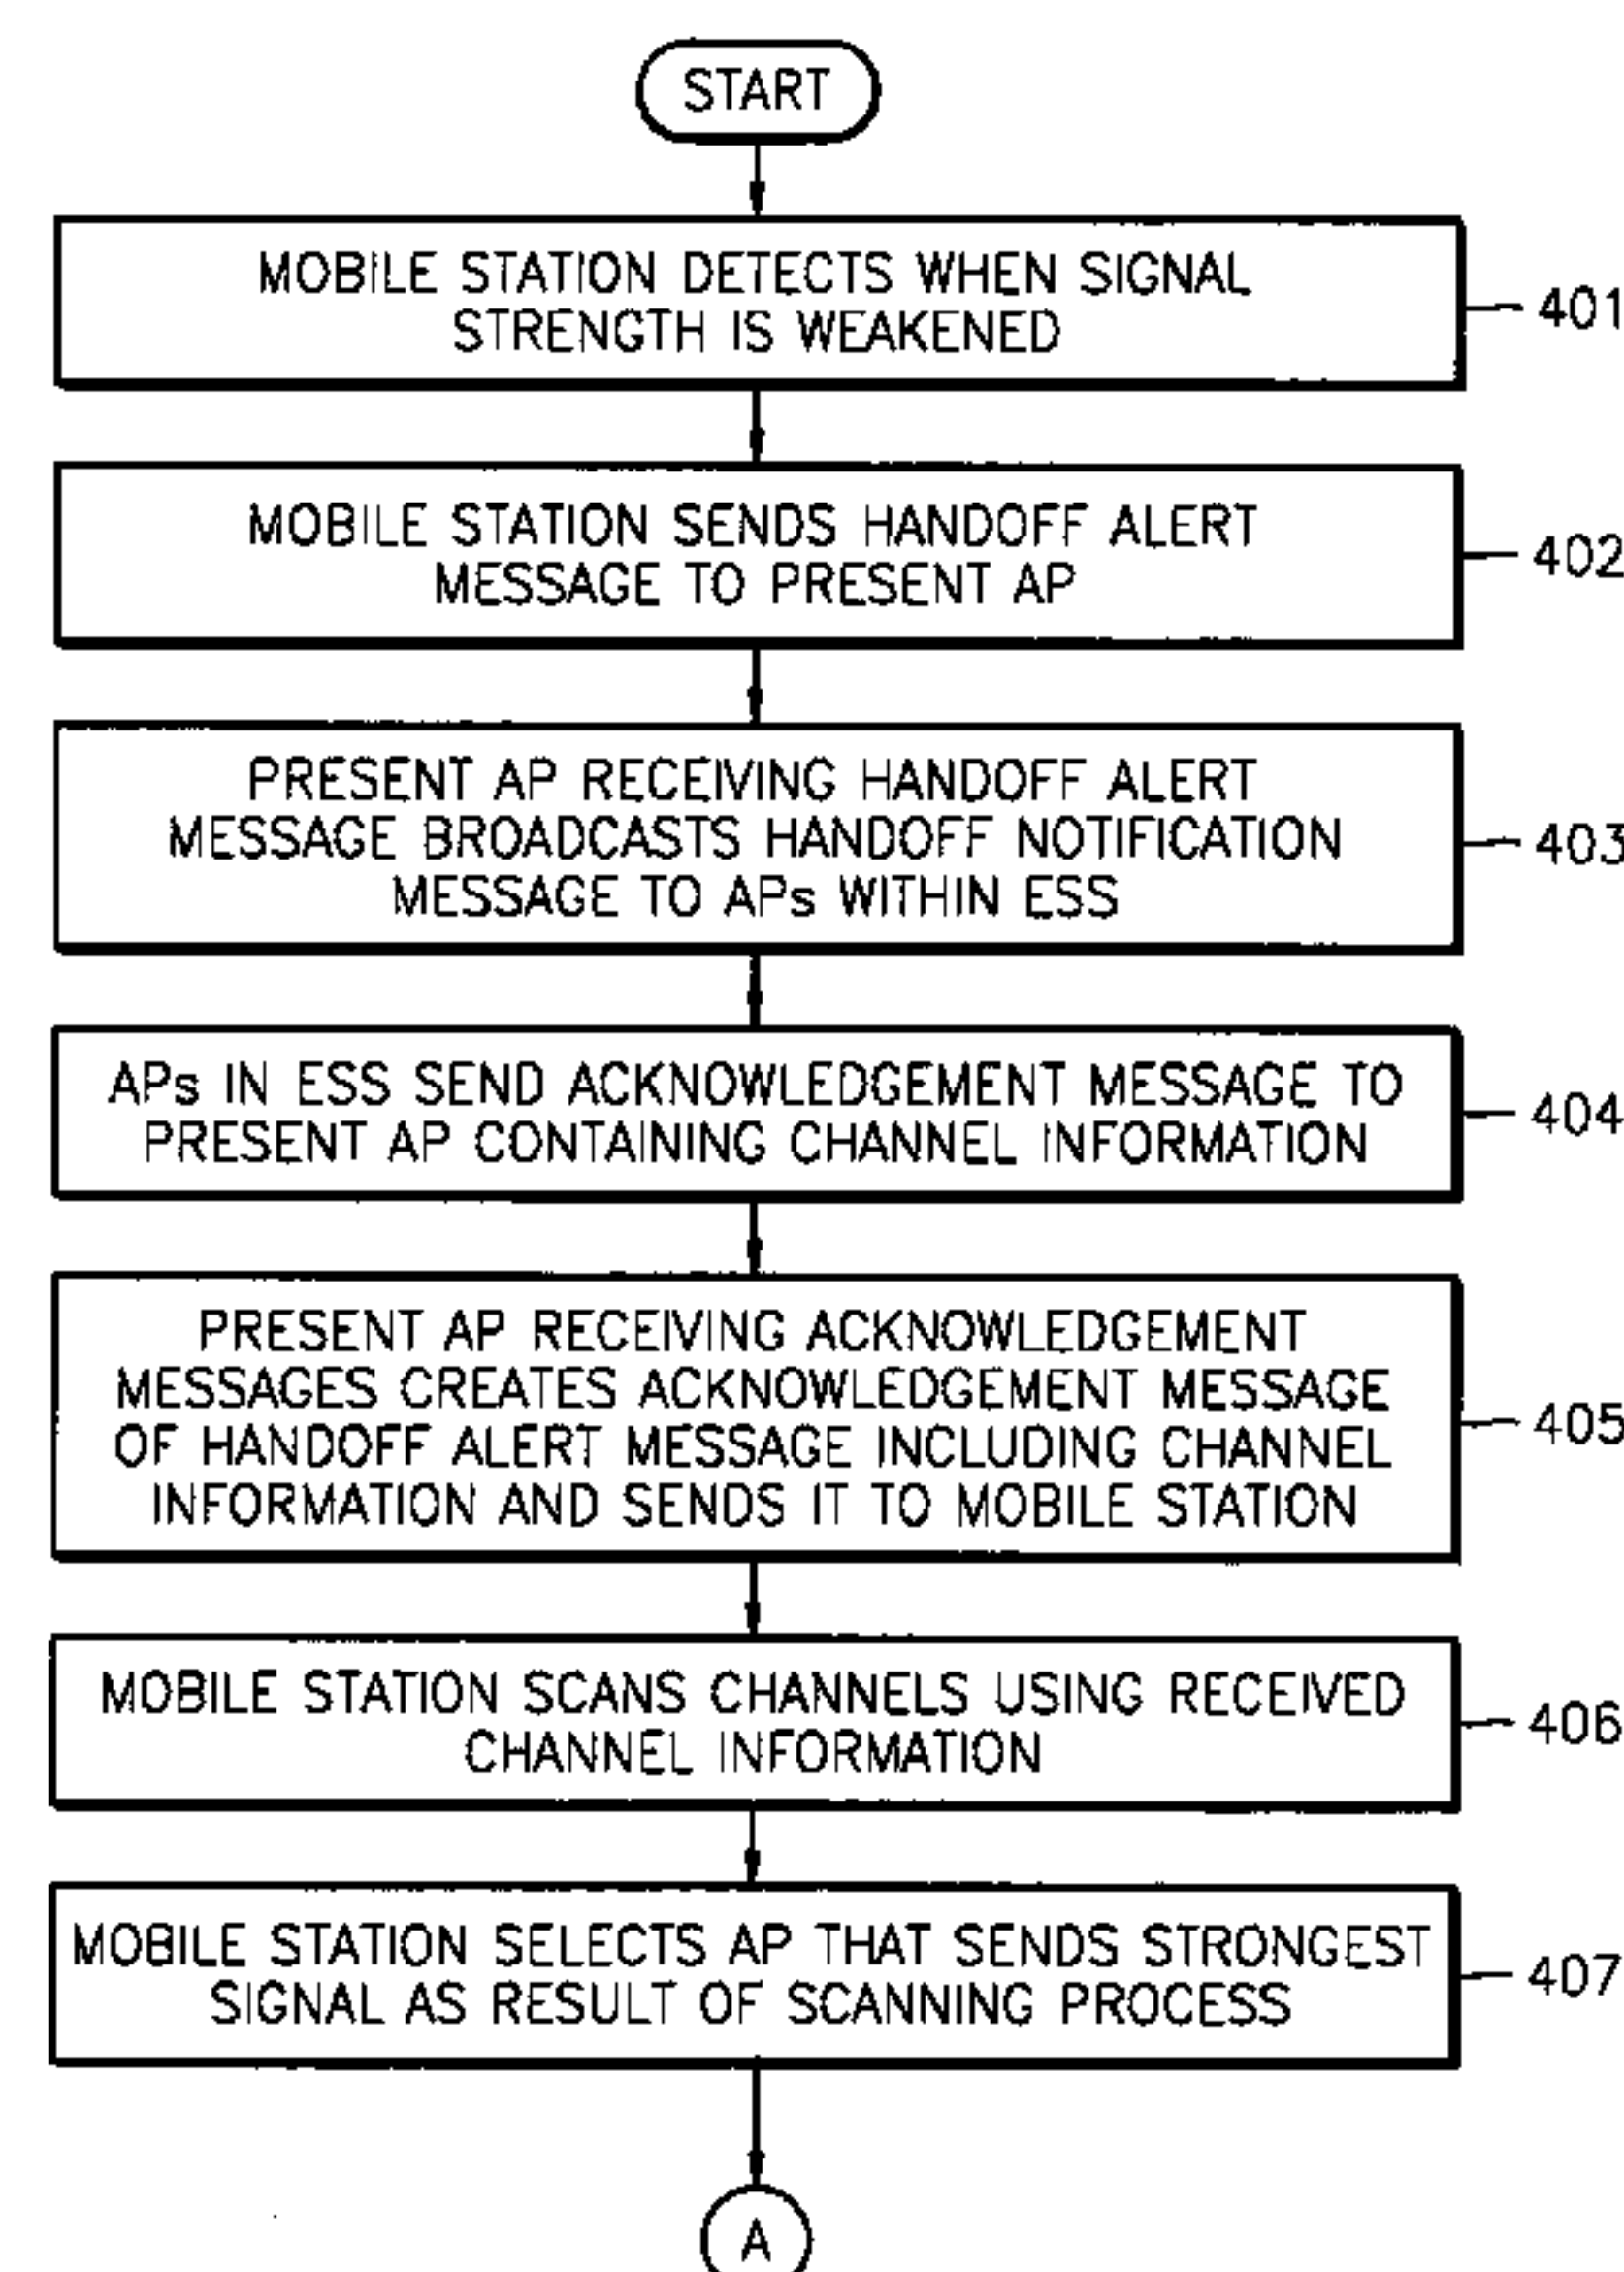 START
MOBILE STATION DETECTS WHEN SIGNAL
STRENGTH IS WEAKENED
401
MOBILE STATION SENDS HANDOFF ALERT
MESSAGE TO PRESENT AP
402
PRESENT AP RECEIVING HANDOFF ALERT
MESSAGE BROADCASTS HANDOFF NOTIFICATION
MESSAGE TO APs WITHIN ESS
403
APs IN ESS SEND ACKNOWLEDGEMENT MESSAGE TO
PRESENT AP CONTAINING CHANNEL INFORMATION
404
PRESENT AP RECEIVING ACKNOWLEDGEMENT
MESSAGES CREATES ACKNOWLEDGEMENT MESSAGE
OF HANDOFF ALERT MESSAGE INCLUDING CHANNEL
INFORMATION AND SENDS IT TO MOBILE STATION
405
MOBILE STATION SCANS CHANNELS USING RECEIVED
CHANNEL INFORMATION
406
MOBILE STATION SELECTS AP THAT SENDS STRONGEST
SIGNAL AS RESULT OF SCANNING PROCESS
407
A